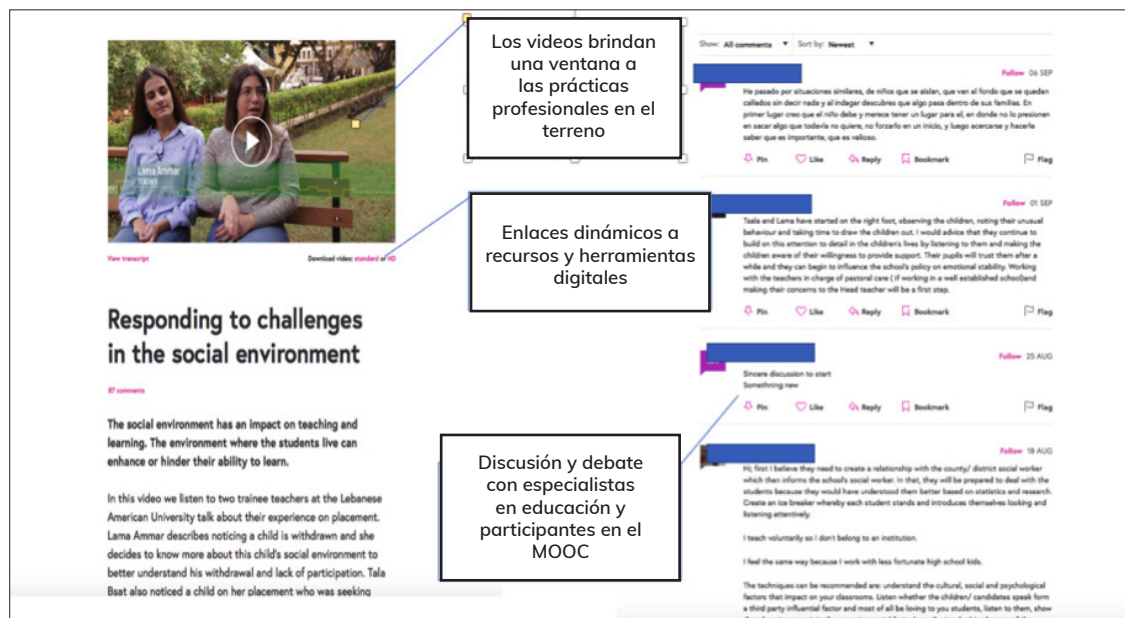 Lama Ammar
View transcript
Download video: standard or HD
Responding to challenges
in the social environment
87 comments
The social environment has an impact on teaching and
learning. The environment where the students live can
enhance or hinder their ability to learn.
In this video we listen to two trainee teachers at the Lebanese
American University talk about their experience on placement.
Lama Ammar describes noticing a child is withdrawn and she
decides to know more about this child's social environment to
better understand his withdrawal and lack of participation. Tala
Bsat also noticed a child on her placement who was seeking
Los videos brindan
una ventana a
las prácticas
profesionales en el
terreno
Enlaces dinámicos a
recursos y herramientas
digitales
Discusión y debate
con especialistas
en educación y
participantes en el
MOOC
Show: All comments Sort by: Newest
Follow 06 SEP
He pasado por situaciones similares, de niños que se aislan, que van al fondo que se quedan
callados sin decir nada y al indagar descubres que algo pasa dentro de sus familias. En
primer lugar creo que el niño debe y merece tener un lugar para el, en donde no lo presionen
en sacar algo que todavía no quiere, no forzarlo en un inicio, y luego acercarse y hacerle
saber que es importante, que es valioso.
Pin Like Reply Bookmark Flag
Follow 01 SEP
Tsala and Lama have started on the right foot, observing the children, noting their unusual
behaviour and taking time to draw the children out. I would advice that they continue to
build on this attention to detail in the children's lives by listening to them and making the
children aware of their willingness to provide support. Their pupils will trust them after a
while and they can begin to influence the school's policy on emotional stability. Working
with the teachers in charge of pastoral care ( if working in a well established school)and
making their concerns to the Head teacher will be a first step.
Pin Like Reply Bookmark Flag
Follow 25 AUG
Sincere discussion to start
Somethning new
Pin Like Reply Bookmark Flag
Follow 18 AUG
Hi; first I believe they need to create a relationship with the county/ district social worker
which then informs the school's social worker. In that, they will be prepared to deal with the
students because they would have understood them better based on statistics and research.
Create an ice breaker whereby each student stands and introduces themselves looking and
listening attentively.
I teach voluntarily so I don't belong to an institution.
I feel the same way because I work with less fortunate high school kids.
The techniques can be recommended are: understand the cultural, social and psychological
factors that impact on your classrooms. Listen whether the children/ candidates speak form
a third party influential factor and most of all be loving to you students, listen to them, show